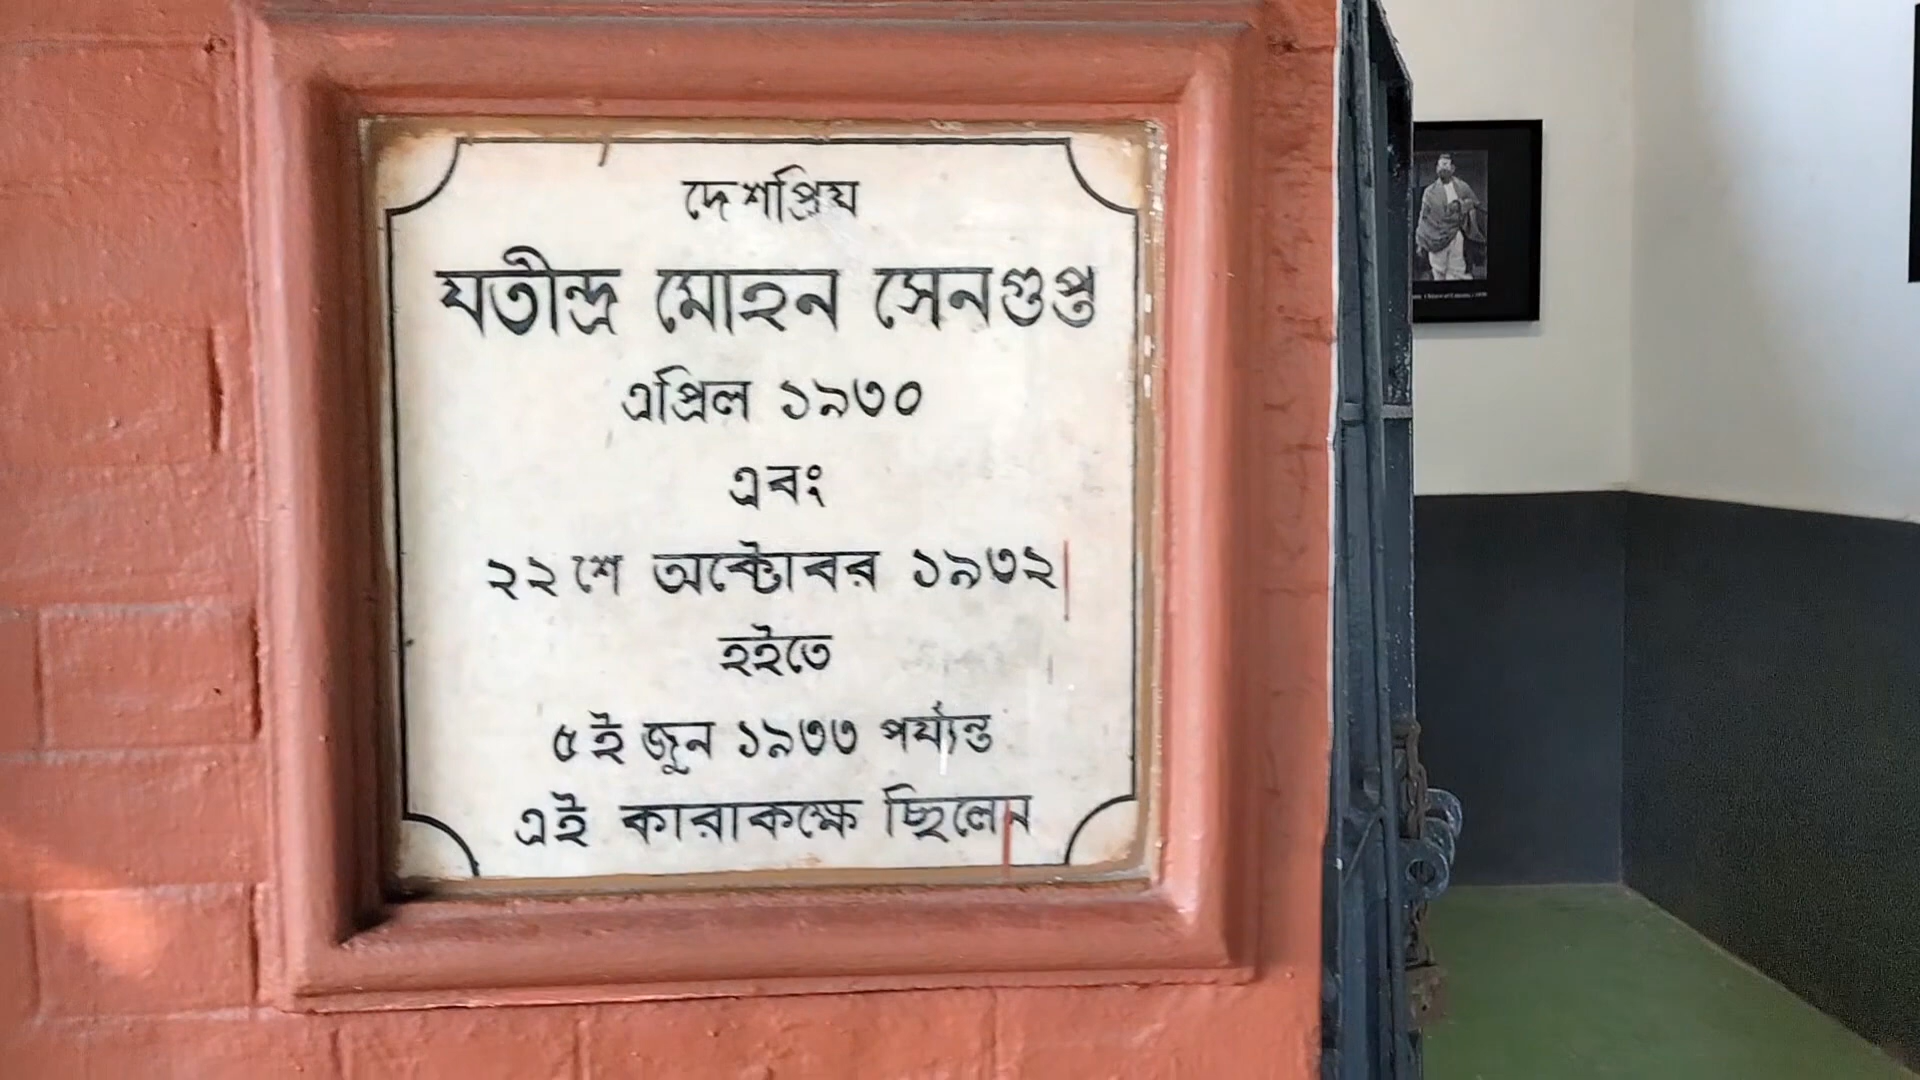 দেশপ্রিয়
যতীন্দ্র মোহন সেনগুপ্ত
এপ্রিল ১৯৩০
এবং
২২শে অক্টোবর ১৯৩২
হইতে
৫ই জুন ১৯৩৩ পর্য্যন্ত
এই কারাকক্ষে ছিলেন